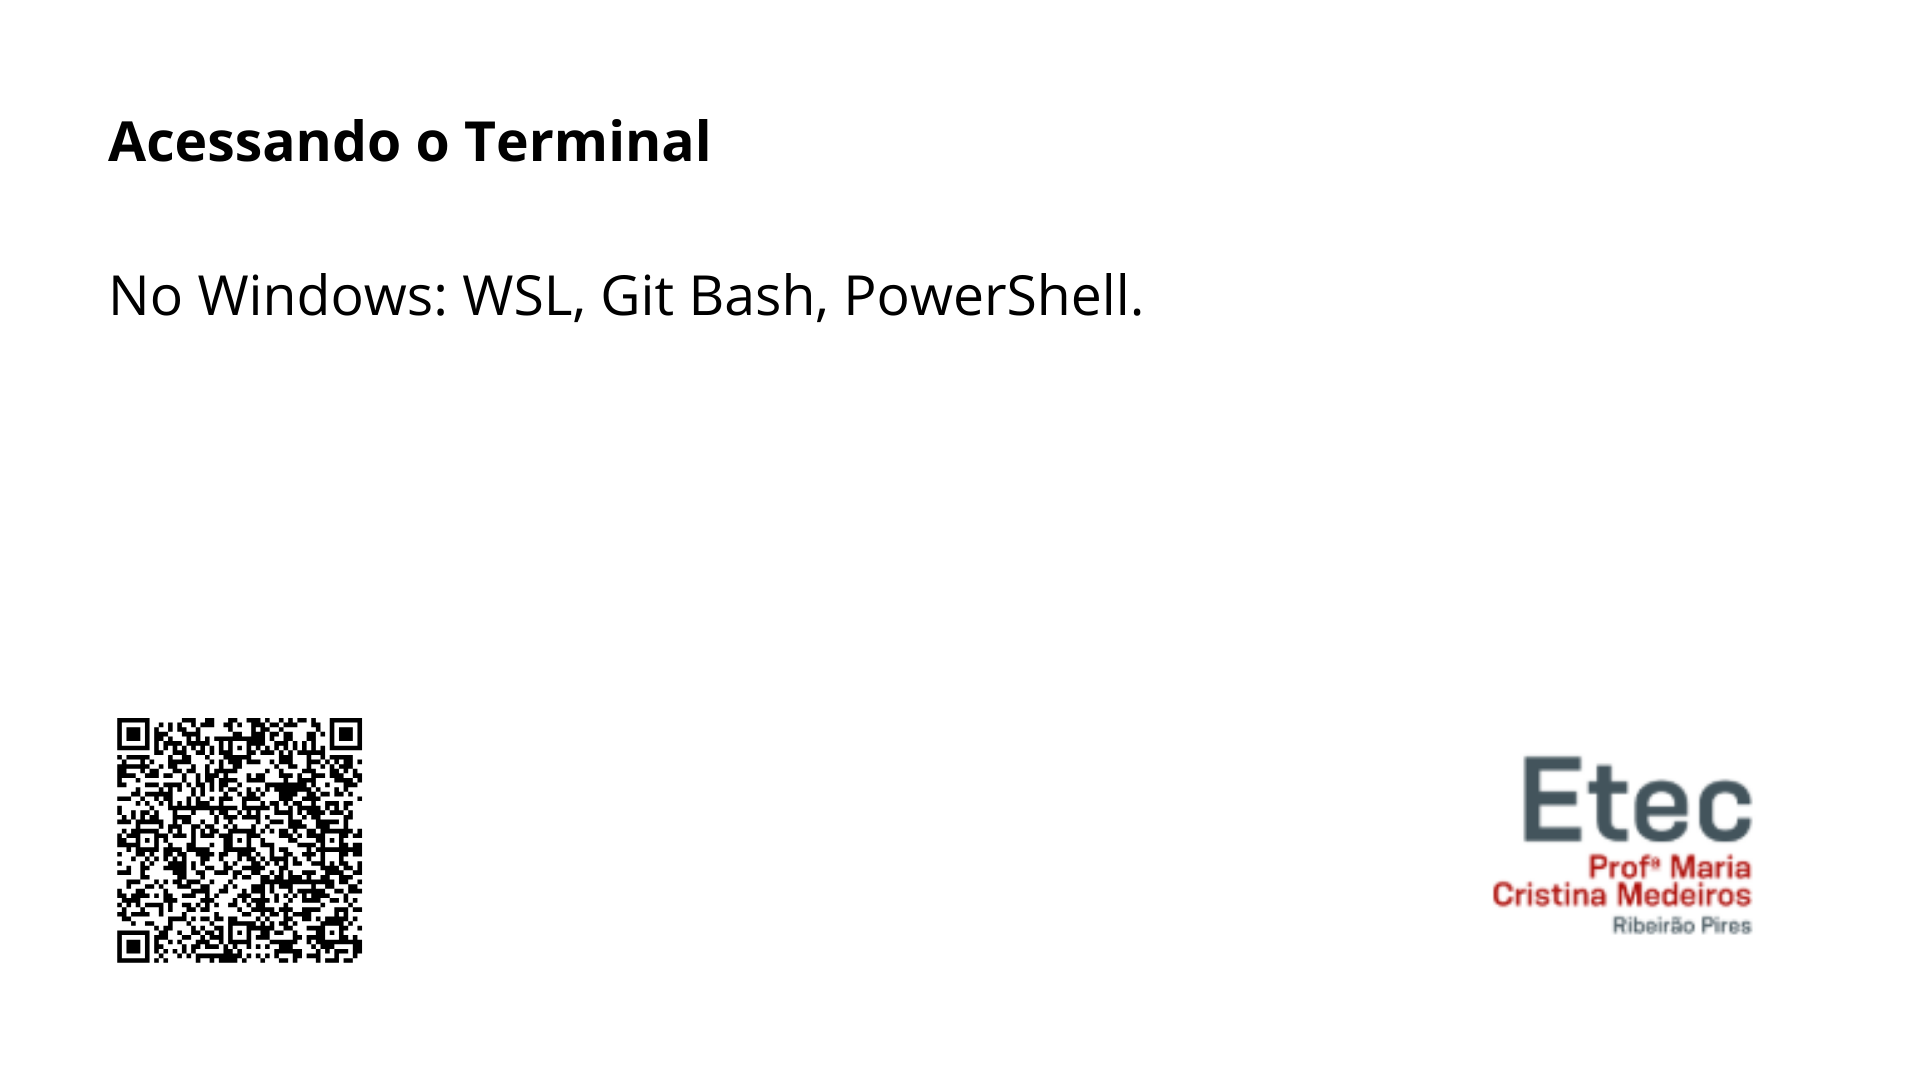 Acessando o Terminal
No Windows: WSL, Git Bash, PowerShell.
Etec
Profª Maria
Cristina Medeiros
Ribeirão Pires